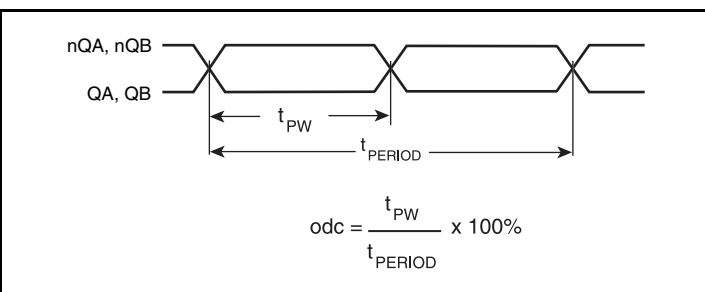 nQA, nQB
QA, QB
tPW
tPERIOD
odc = tPW / tPERIOD x 100%